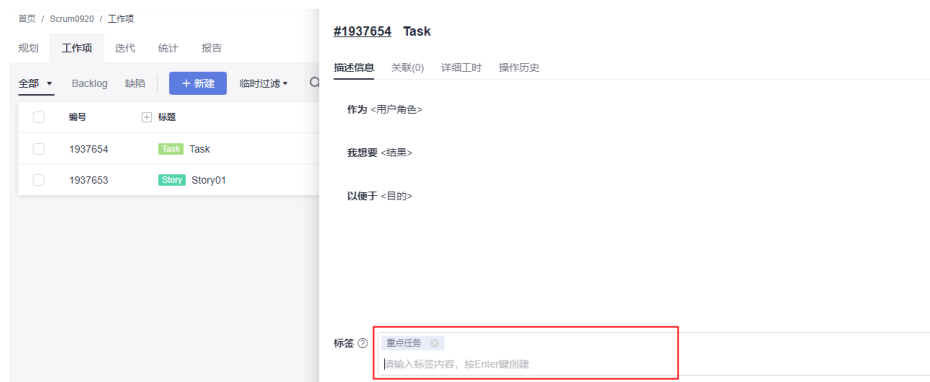 首页 / Scrum0920 / 工作项
规划 工作项 迭代 统计 报告
全部 Backlog 缺陷 + 新建 临时过滤
编号 标题
1937654 Task Task
1937653 Story Story01
#1937654 Task
描述信息 关联(0) 详细工时 操作历史
作为 <用户角色>
我想要 <结果>
以便于 <目的>
标签 ?
重点任务
请输入标签内容，按Enter键创建